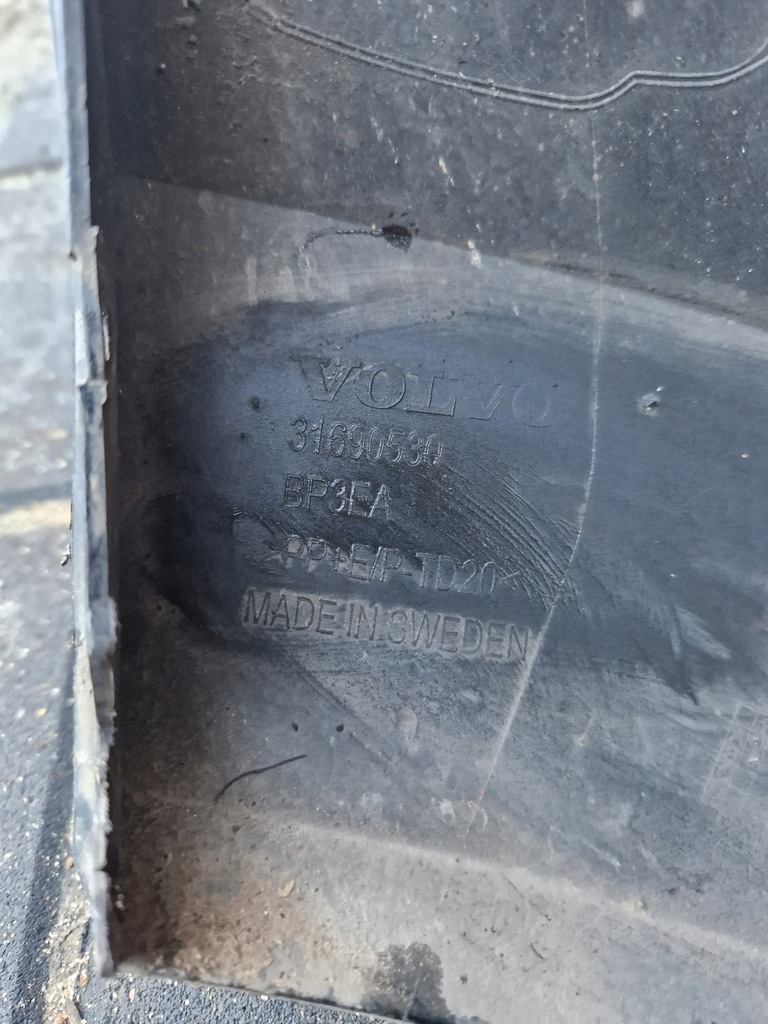 VOLVO
31690530
BP3EA
>PP+E/P-TD20<
MADE IN SWEDEN